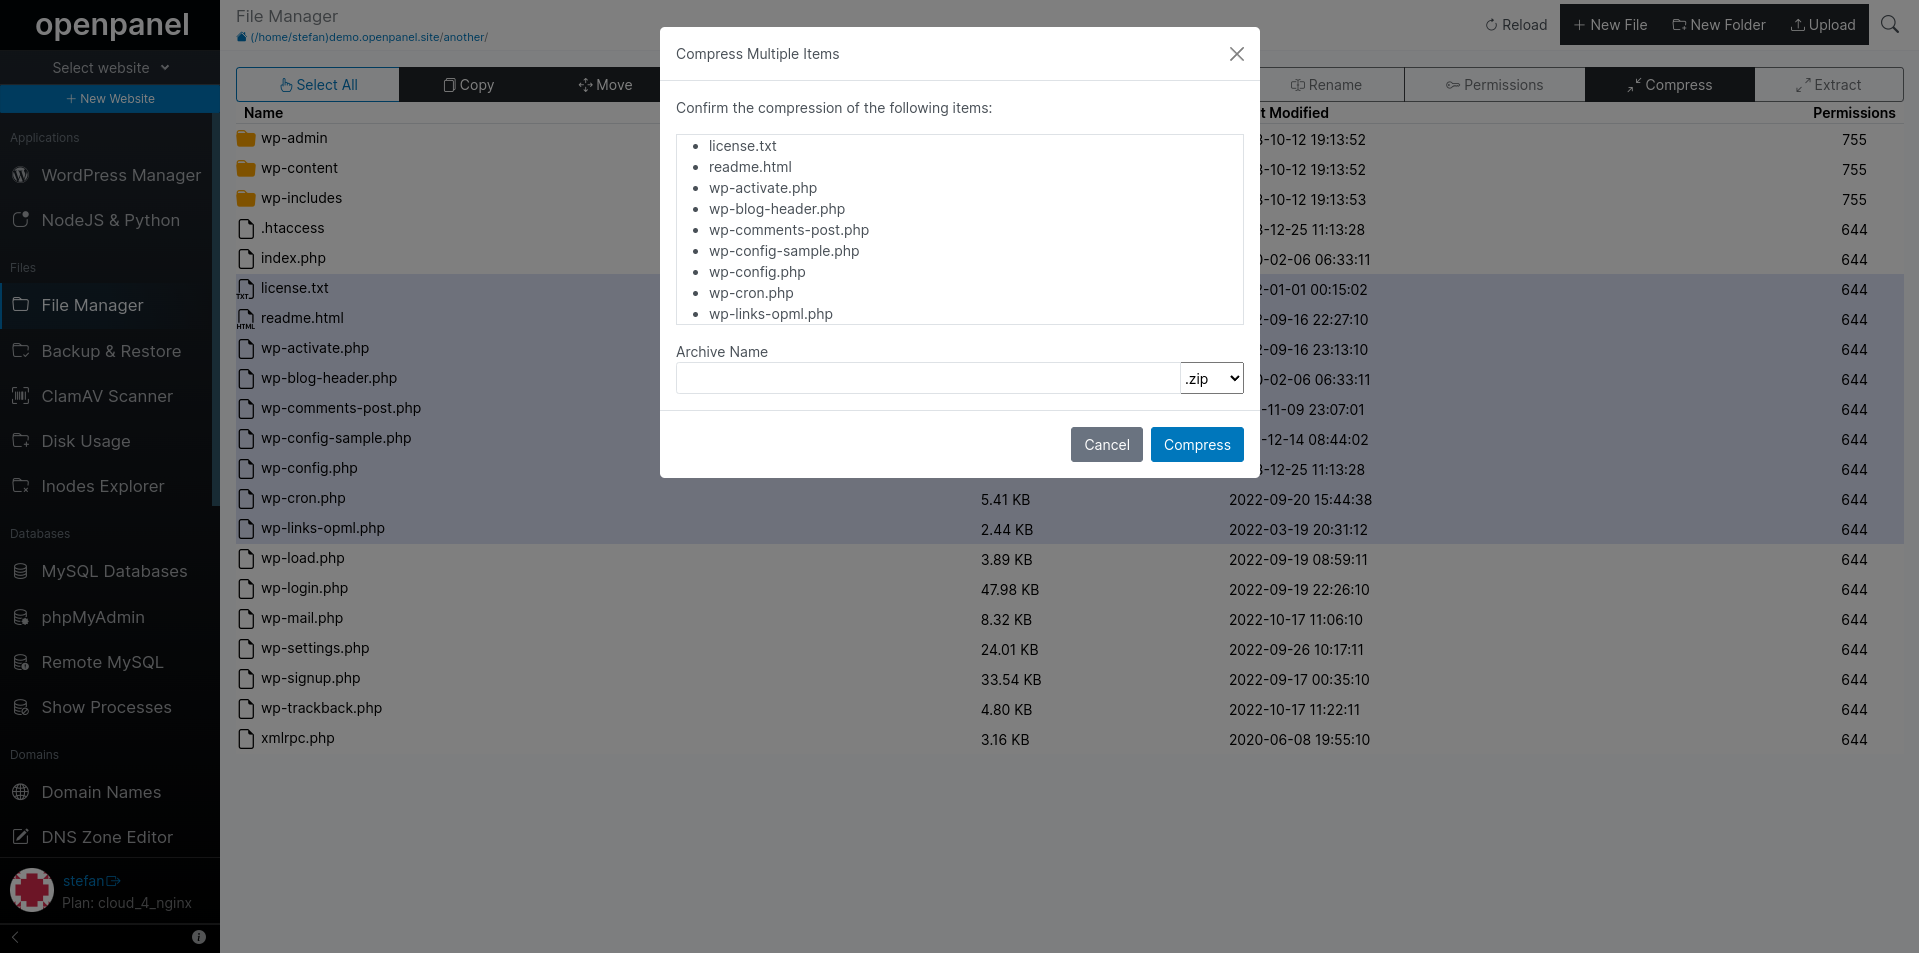 openpanel
Select website
+ New Website
Applications
WordPress Manager
NodeJS & Python
Files
File Manager
Backup & Restore
ClamAV Scanner
Disk Usage
Inodes Explorer
Databases
MySQL Databases
phpMyAdmin
Remote MySQL
Show Processes
Domains
Domain Names
DNS Zone Editor
stefan
Plan: cloud_4_nginx
File Manager
(/home/stefan)demo.openpanel.site/another/
Reload
+ New File
New Folder
Upload
Select All Copy Move Rename Permissions Compress Extract
Name t Modified Permissions
wp-admin 3-10-12 19:13:52 755
wp-content 3-10-12 19:13:52 755
wp-includes 3-10-12 19:13:53 755
.htaccess 3-12-25 11:13:28 644
index.php 0-02-06 06:33:11 644
TXT license.txt 2-01-01 00:15:02 644
HTML readme.html 2-09-16 22:27:10 644
wp-activate.php 2-09-16 23:13:10 644
wp-blog-header.php 0-02-06 06:33:11 644
wp-comments-post.php -11-09 23:07:01 644
wp-config-sample.php -12-14 08:44:02 644
wp-config.php 3-12-25 11:13:28 644
wp-cron.php 5.41 KB 2022-09-20 15:44:38 644
wp-links-opml.php 2.44 KB 2022-03-19 20:31:12 644
wp-load.php 3.89 KB 2022-09-19 08:59:11 644
wp-login.php 47.98 KB 2022-09-19 22:26:10 644
wp-mail.php 8.32 KB 2022-10-17 11:06:10 644
wp-settings.php 24.01 KB 2022-09-26 10:17:11 644
wp-signup.php 33.54 KB 2022-09-17 00:35:10 644
wp-trackback.php 4.80 KB 2022-10-17 11:22:11 644
xmlrpc.php 3.16 KB 2020-06-08 19:55:10 644
Compress Multiple Items
Confirm the compression of the following items:
• license.txt
• readme.html
• wp-activate.php
• wp-blog-header.php
• wp-comments-post.php
• wp-config-sample.php
• wp-config.php
• wp-cron.php
• wp-links-opml.php
Archive Name
.zip
Cancel
Compress